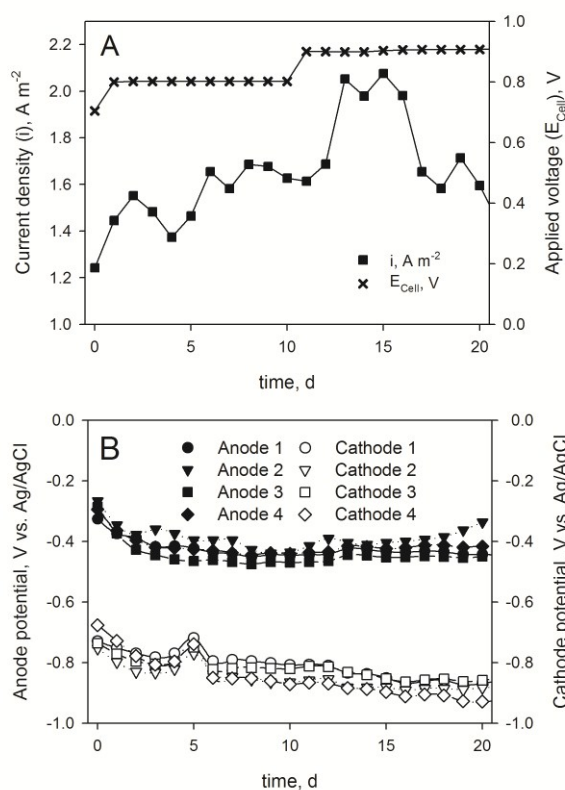 A
Current density (i), A m⁻²
2.2
2.0
1.8
1.6
1.4
1.2
1.0
1.0
0.8
0.6
0.4
0.2
0.0
Applied voltage (E_Cell), V
i, A m⁻²
E_Cell, V
0 5 10 15 20
time, d
B
Anode potential, V vs. Ag/AgCl
0.0
-0.2
-0.4
-0.6
-0.8
-1.0
Anode 1 Cathode 1
Anode 2 Cathode 2
Anode 3 Cathode 3
Anode 4 Cathode 4
0.0
-0.2
-0.4
-0.6
-0.8
-1.0
Cathode potential, V vs. Ag/AgCl
0 5 10 15 20
time, d